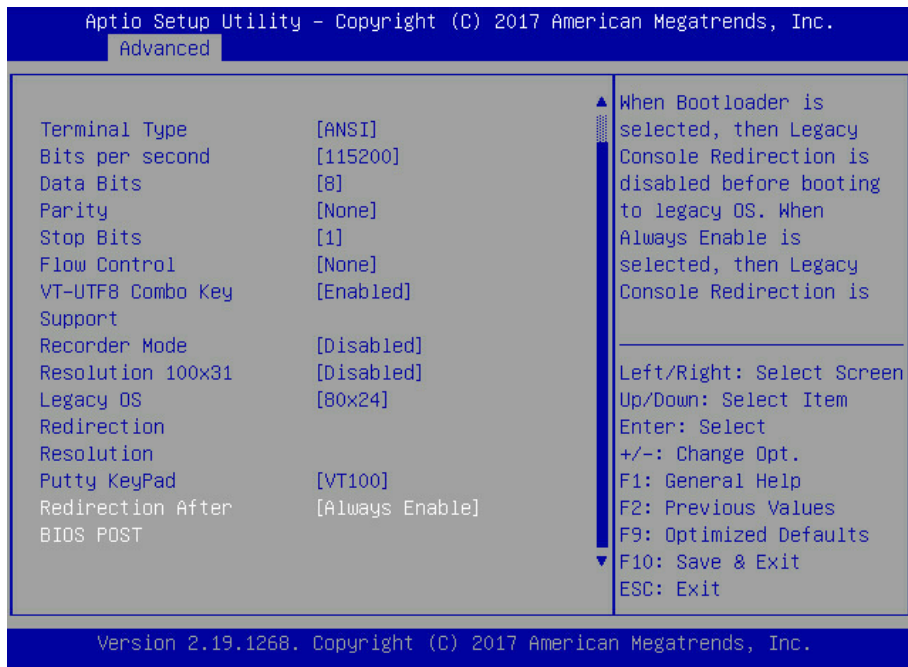 Aptio Setup Utility – Copyright (C) 2017 American Megatrends, Inc.
Advanced
Terminal Type [ANSI]
Bits per second [115200]
Data Bits [8]
Parity [None]
Stop Bits [1]
Flow Control [None]
VT-UTF8 Combo Key [Enabled]
Support
Recorder Mode [Disabled]
Resolution 100x31 [Disabled]
Legacy OS [80x24]
Redirection
Resolution
Putty KeyPad [VT100]
Redirection After [Always Enable]
BIOS POST
When Bootloader is
selected, then Legacy
Console Redirection is
disabled before booting
to legacy OS. When
Always Enable is
selected, then Legacy
Console Redirection is
Left/Right: Select Screen
Up/Down: Select Item
Enter: Select
+/-: Change Opt.
F1: General Help
F2: Previous Values
F9: Optimized Defaults
F10: Save & Exit
ESC: Exit
Version 2.19.1268. Copyright (C) 2017 American Megatrends, Inc.